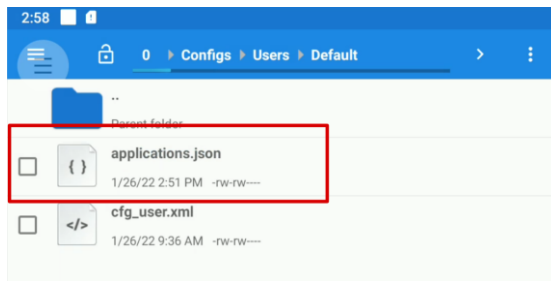 2:58
0 Configs Users Default
..
Parent folder
{ } applications.json
1/26/22 2:51 PM -rw-rw----
</> cfg_user.xml
1/26/22 9:36 AM -rw-rw----